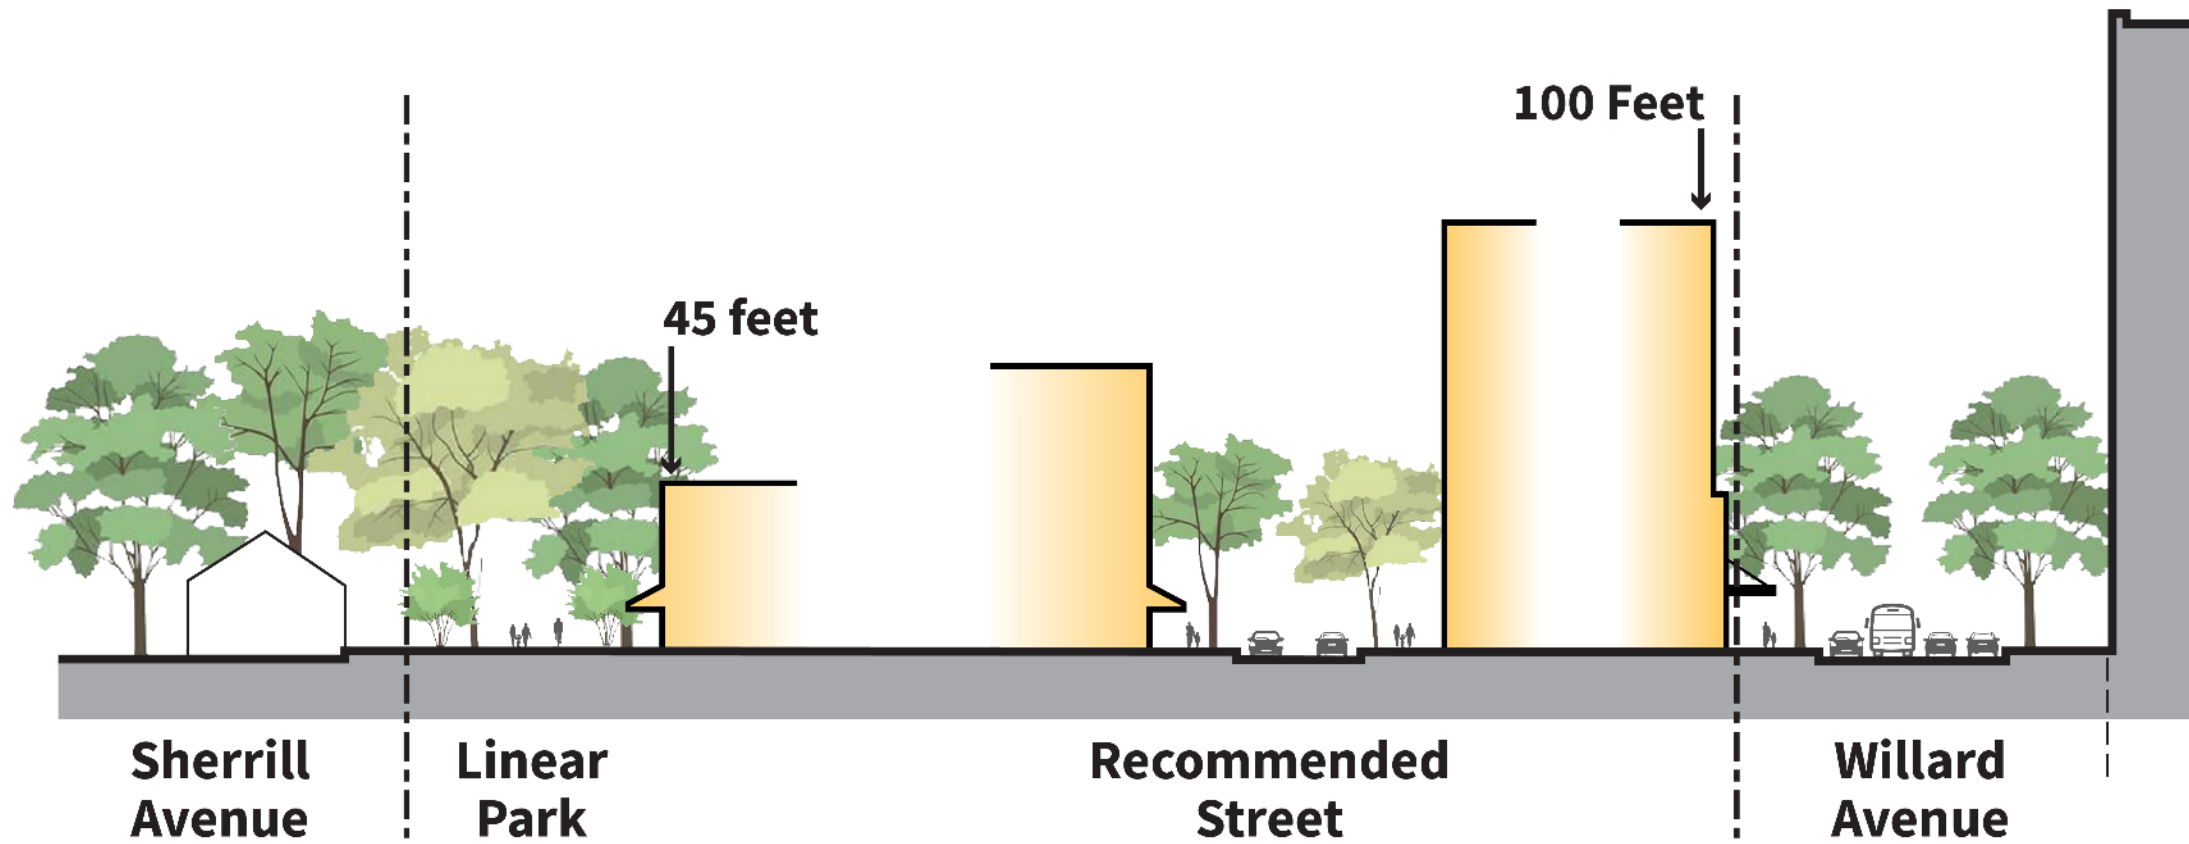 100 Feet
45 feet
Sherrill
Avenue
Linear
Park
Recommended
Street
Willard
Avenue